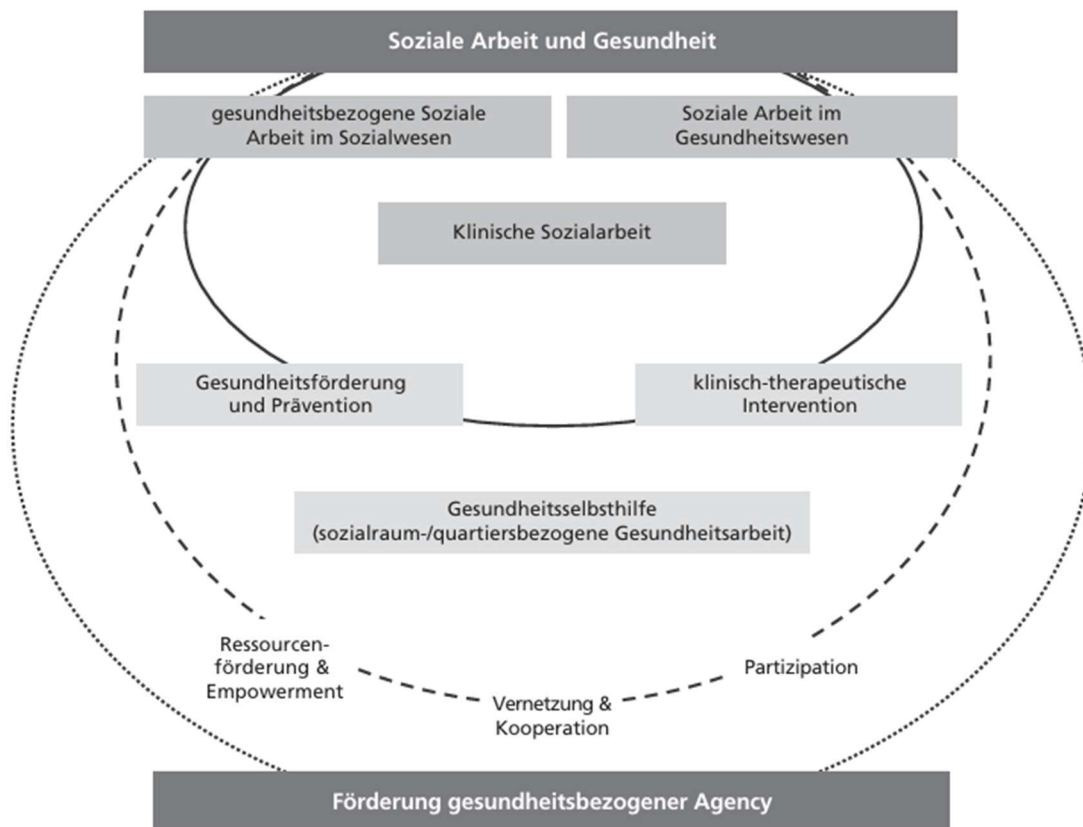 Soziale Arbeit und Gesundheit
gesundheitsbezogene Soziale
Arbeit im Sozialwesen
Soziale Arbeit im
Gesundheitswesen
Klinische Sozialarbeit
Gesundheitsförderung
und Prävention
klinisch-therapeutische
Intervention
Gesundheitsselbsthilfe
(sozialraum-/quartiersbezogene Gesundheitsarbeit)
Ressourcen-
förderung &
Empowerment
Vernetzung &
Kooperation
Partizipation
Förderung gesundheitsbezogener Agency